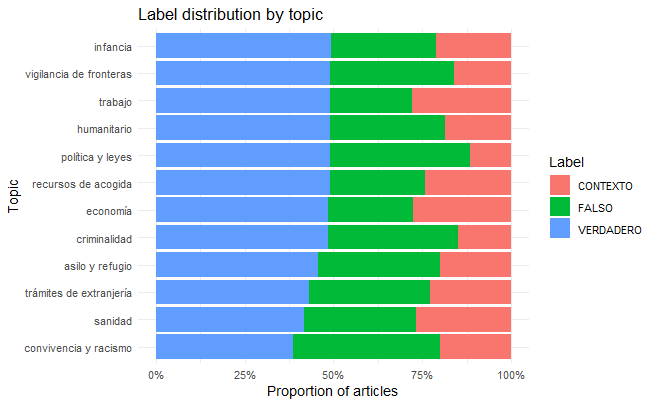 Label distribution by topic
infancia
vigilancia de fronteras
trabajo
humanitario
política y leyes
recursos de acogida
economía
criminalidad
asilo y refugio
trámites de extranjería
sanidad
convivencia y racismo
Topic
0%
25%
50%
75%
100%
Proportion of articles
Label
CONTEXTO
FALSO
VERDADERO